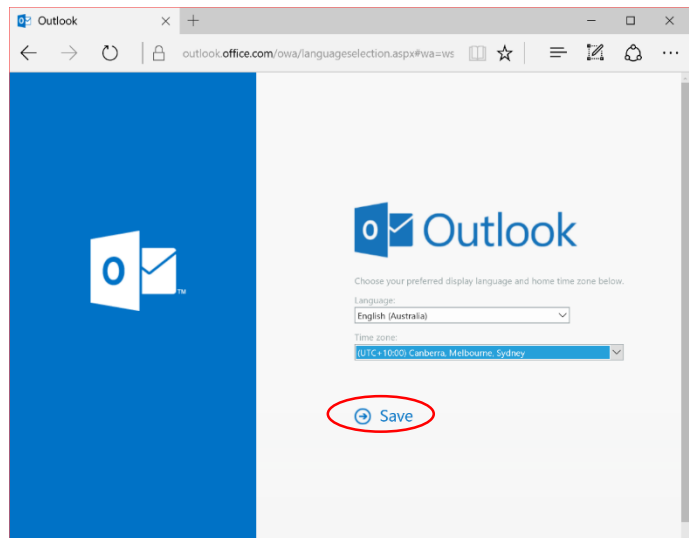 Outlook
outlook.office.com/owa/languageselection.aspx#wa=ws
O
TM
O Outlook
Choose your preferred display language and home time zone below.
Language:
English (Australia)
Time zone:
(UTC+10:00) Canberra, Melbourne, Sydney
Save